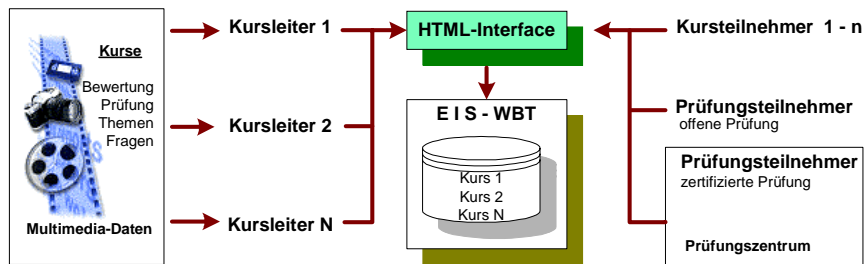 Kurse
Bewertung
Prüfung
Themen
Fragen
Multimedia-Daten
Kursleiter 1
Kursleiter 2
Kursleiter N
HTML-Interface
E I S - WBT
Kurs 1
Kurs 2
Kurs N
Kursteilnehmer 1 - n
Prüfungsteilnehmer
offene Prüfung
Prüfungsteilnehmer
zertifizierte Prüfung
Prüfungszentrum